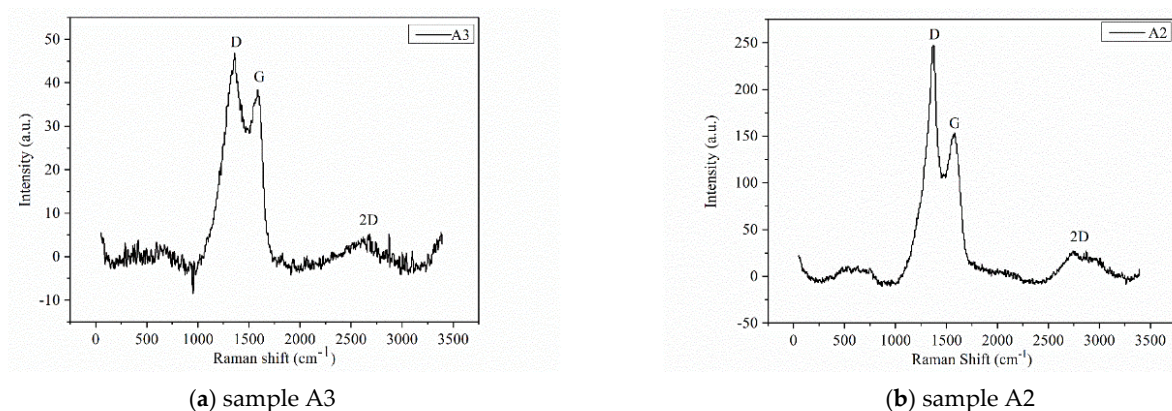 A3
D
G
2D
50
40
30
20
10
0
-10
Intensity (a.u.)
0 500 1000 1500 2000 2500 3000 3500
Raman shift (cm⁻¹)
(a) sample A3
A2
D
G
2D
250
200
150
100
50
0
-50
Intensity (a.u.)
0 500 1000 1500 2000 2500 3000 3500
Raman Shift (cm⁻¹)
(b) sample A2